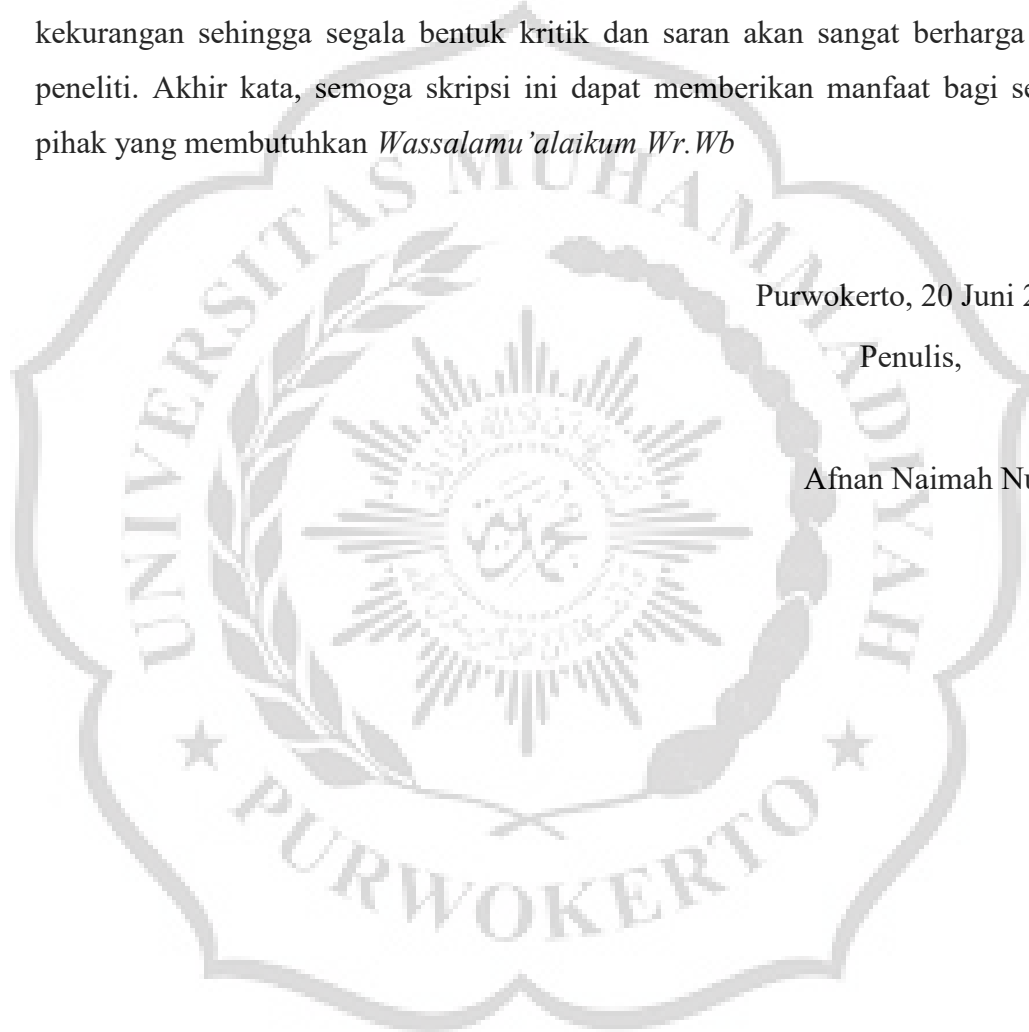 kekurangan sehingga segala bentuk kritik dan saran akan sangat berharga
peneliti. Akhir kata, semoga skripsi ini dapat memberikan manfaat bagi se
pihak yang membutuhkan Wassalamu’alaikum Wr.Wb
UNIVERSITAS MUHAMMADIYAH
Purwokerto, 20 Juni 2
Penulis,
Afnan Naimah Nu
PURWOKERTO